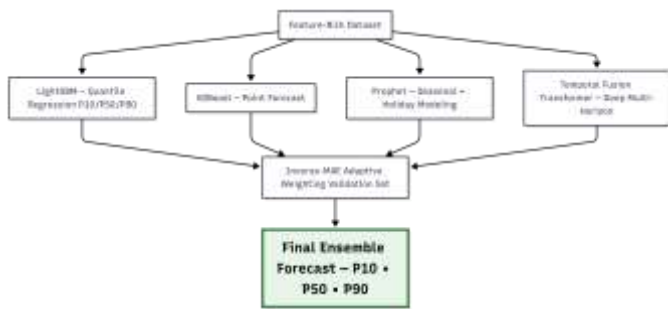 Feature-Rich Dataset
LightGBM – Quantile
Regression P10/P50/P90
XGBoost – Point Forecast
Prophet – Seasonal +
Holiday Modeling
Temporal Fusion
Transformer – Deep Multi-
Horizon
Inverse-MAE Adaptive
Weighting Validation Set
Final Ensemble
Forecast – P10 •
P50 • P90